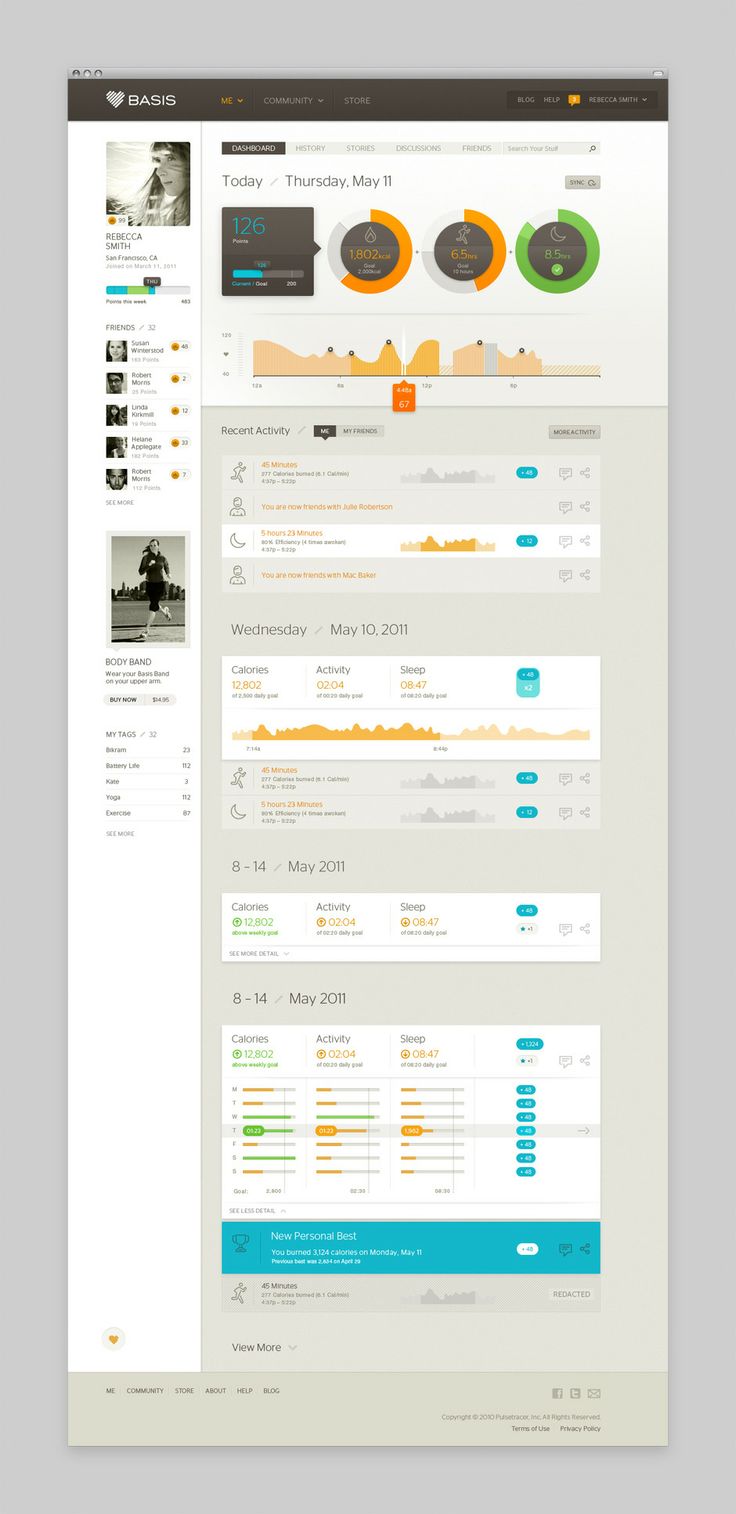 BASIS
ME
COMMUNITY
STORE
BLOG
HELP
3
REBECCA SMITH
99
REBECCA
SMITH
San Francisco, CA
Joined on March 11, 2011
THU
Points this week 483
FRIENDS / 32
Susan
Winterstod
48
163 Points
Robert
Morris
2
25 Points
Linda
Kirkmill
12
19 Points
Helane
Applegate
33
182 Points
Robert
Morris
7
112 Points
SEE MORE
BODY BAND
Wear your Basis Band
on your upper arm.
BUY NOW $14.95
MY TAGS / 32
Bikram 23
Battery Life 112
Kate 3
Yoga 112
Exercise 87
SEE MORE
DASHBOARD
HISTORY
STORIES
DISCUSSIONS
FRIENDS
Search Your Stuff
Today / Thursday, May 11
SYNC
126
Points
126
Current / Goal 200
1,802kcal
Goal
2,000kcal
+
6.5hrs
Goal
10 hours
+
8.5hrs
120
40
12a
6a
12p
6p
4:48a
67
Recent Activity / ME MY FRIENDS
MORE ACTIVITY
45 Minutes
277 Calories burned (6.1 Cal/min)
4:37p – 5:22p
+ 48
You are now friends with Julie Robertson
5 hours 23 Minutes
80% Efficiency (4 times awoken)
4:37p – 5:22p
+ 12
You are now friends with Mac Baker
Wednesday / May 10, 2011
Calories Activity Sleep
12,802 02:04 08:47
of 2,500 daily goal of 00:20 daily goal of 08:20 daily goal
+ 48
x2
7:14a 8:44p
45 Minutes
277 Calories burned (6.1 Cal/min)
4:37p – 5:22p
+ 48
5 hours 23 Minutes
80% Efficiency (4 times awoken)
4:37p – 5:22p
+ 12
8 – 14 / May 2011
Calories Activity Sleep
12,802 02:04 08:47
above weekly goal of 02:20 daily goal of 08:20 daily goal
+ 48
+1
SEE MORE DETAIL
8 – 14 / May 2011
Calories Activity Sleep
12,802 02:04 08:47
above weekly goal of 00:20 daily goal of 08:20 daily goal
+ 1,324
+1
M + 48
T + 48
W + 48
T 01:23 01:23 1,962 + 48
F + 48
S + 48
S + 48
Goal: 2,800 02:30 08:30
SEE LESS DETAIL
New Personal Best
You burned 3,124 calories on Monday, May 11
Previous best was 2,634 on April 29
+ 48
45 Minutes
277 Calories burned (6.1 Cal/min)
4:37p – 5:22p
REDACTED
View More
ME COMMUNITY STORE ABOUT HELP BLOG
Copyright © 2010 Pulsetracer, Inc. All Rights Reserved.
Terms of Use Privacy Policy